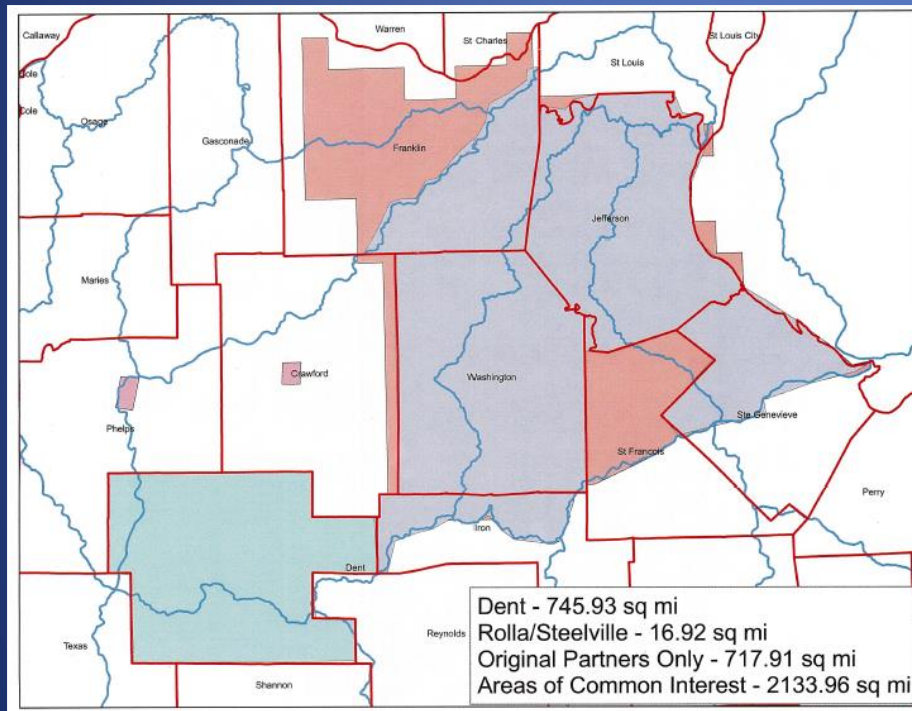 Warren
St Charles
St Louis City
Callaway
St Louis
Cole
Cole
Osage
Gasconade
Franklin
Jefferson
Maries
Crawford
Washington
Phelps
Ste Genevieve
St Francois
Perry
Iron
Dent
Texas
Reynolds
Shannon
Dent - 745.93 sq mi
Rolla/Steelville - 16.92 sq mi
Original Partners Only - 717.91 sq mi
Areas of Common Interest - 2133.96 sq mi